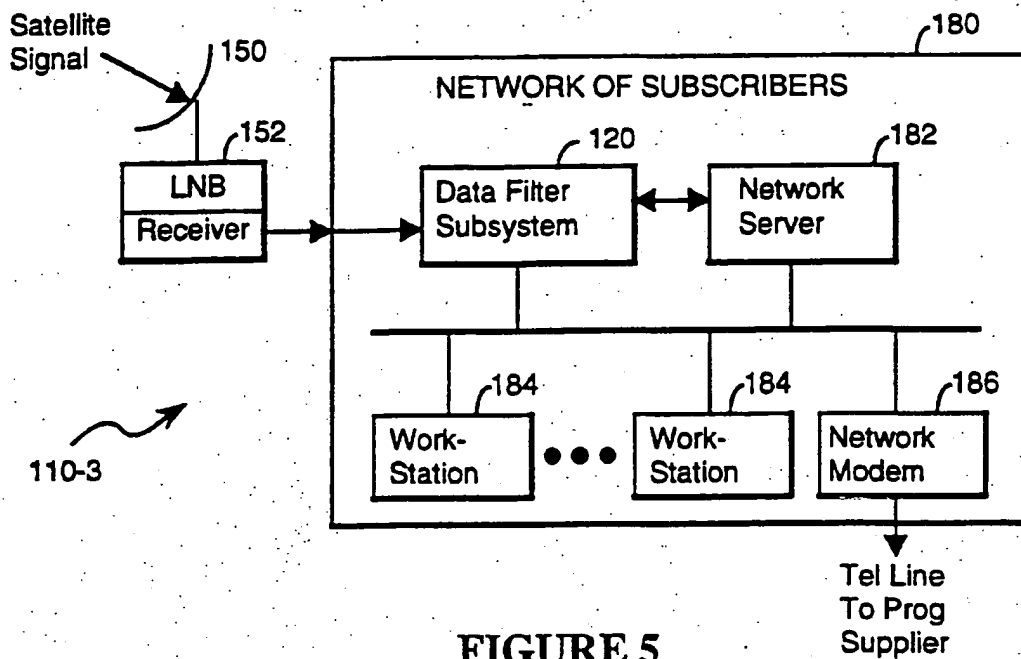 Satellite
Signal
150
180
NETWORK OF SUBSCRIBERS
152
120
182
LNB
Receiver
Data Filter
Subsystem
Network
Server
184
184
186
Work-
Station
Work-
Station
Network
Modem
110-3
Tel Line
To Prog
Supplier
FIGURE 5